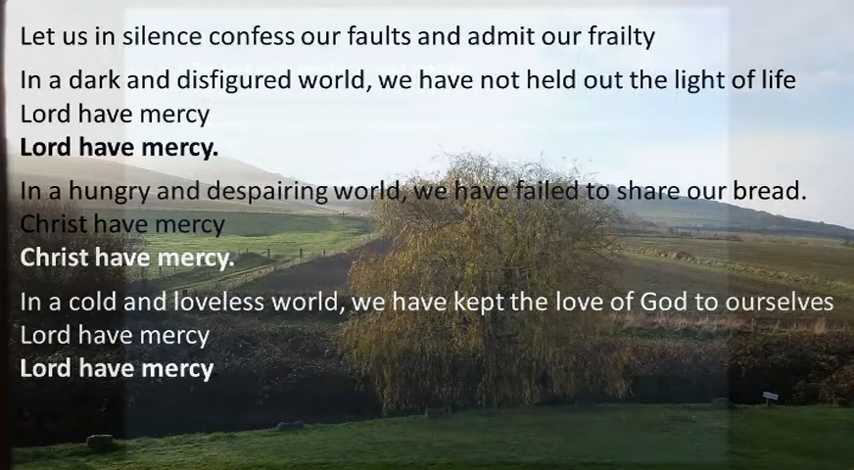 Let us in silence confess our faults and admit our frailty
In a dark and disfigured world, we have not held out the light of life
Lord have mercy
Lord have mercy.
In a hungry and despairing world, we have failed to share our bread.
Christ have mercy
Christ have mercy.
In a cold and loveless world, we have kept the love of God to ourselves
Lord have mercy
Lord have mercy